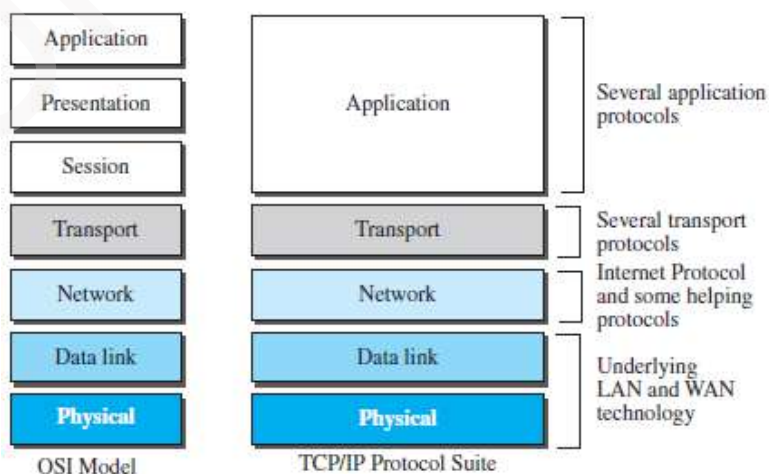 Application
Presentation
Session
Transport
Network
Data link
Physical
OSI Model
Application
Transport
Network
Data link
Physical
TCP/IP Protocol Suite
Several application
protocols
Several transport
protocols
Internet Protocol
and some helping
protocols
Underlying
LAN and WAN
technology